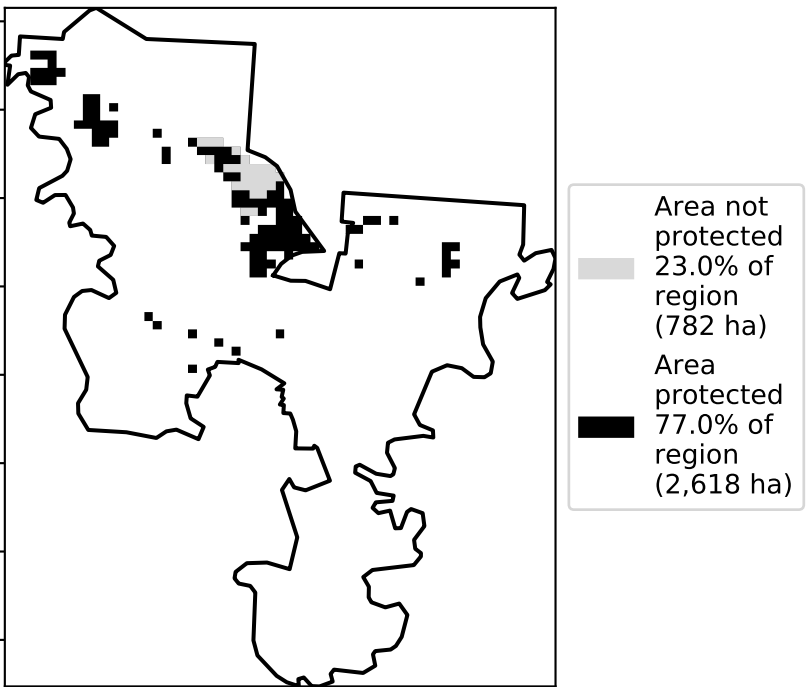 Area not
protected
23.0% of
region
(782 ha)
Area
protected
77.0% of
region
(2,618 ha)